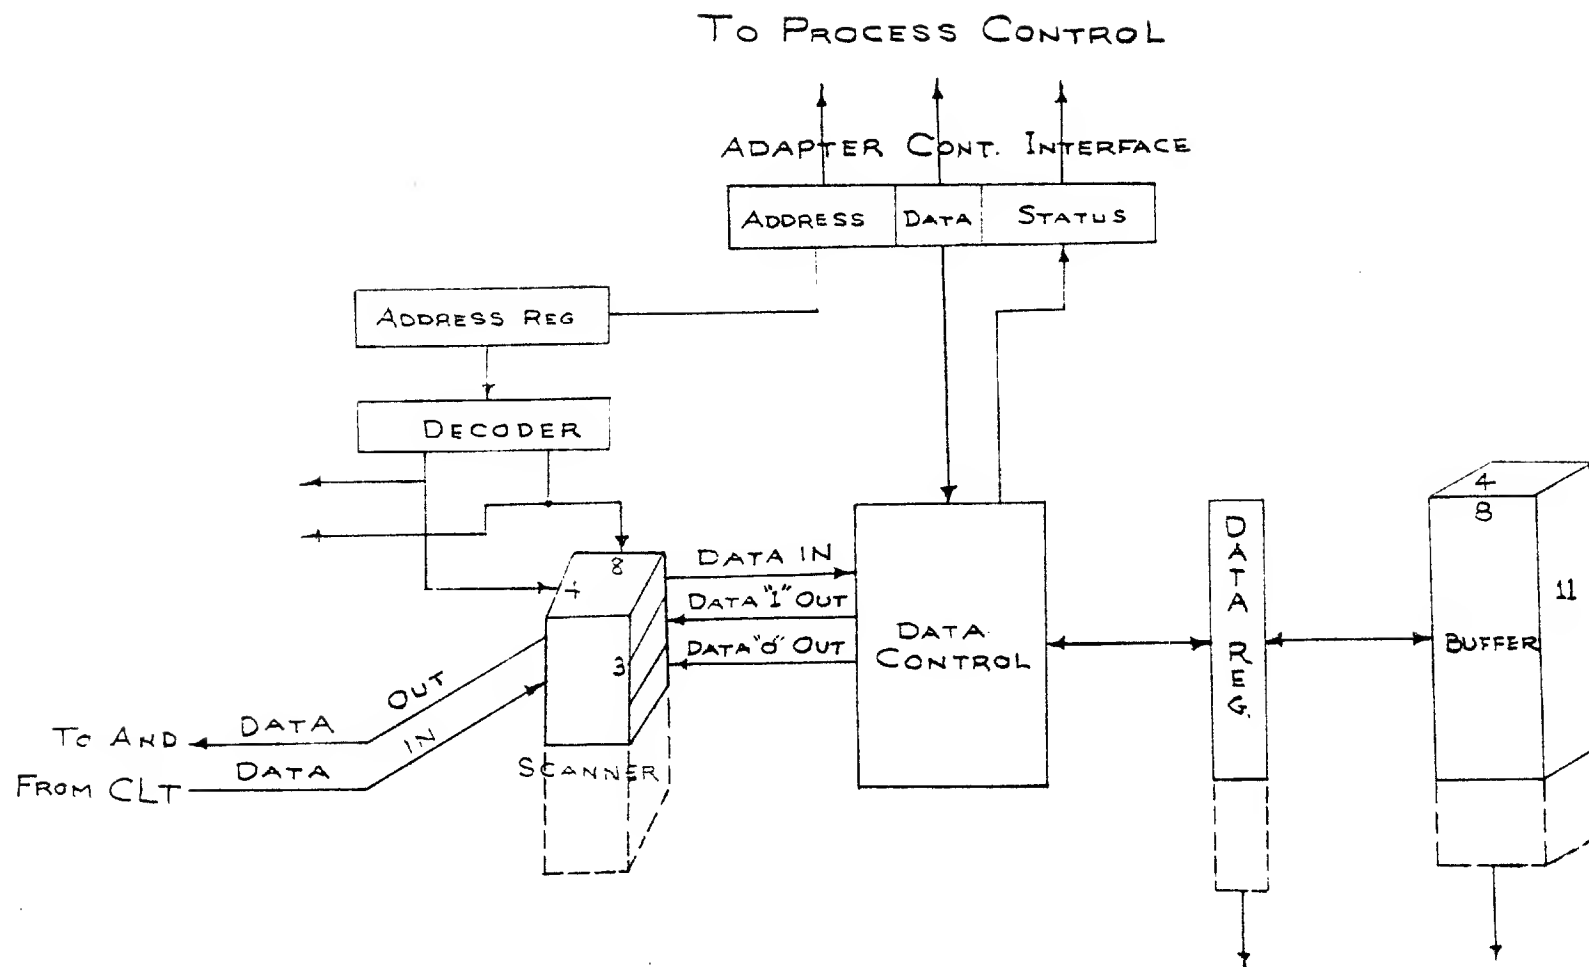 TO PROCESS CONTROL
ADAPTER CONT. INTERFACE
ADDRESS DATA STATUS
ADDRESS REG
DECODER
4
8
8
4
3
DATA IN
DATA "1" OUT
DATA "0" OUT
DATA CONTROL
DATA REG.
BUFFER
11
DATA OUT
TO AND
DATA IN
FROM CLT
SCANNER